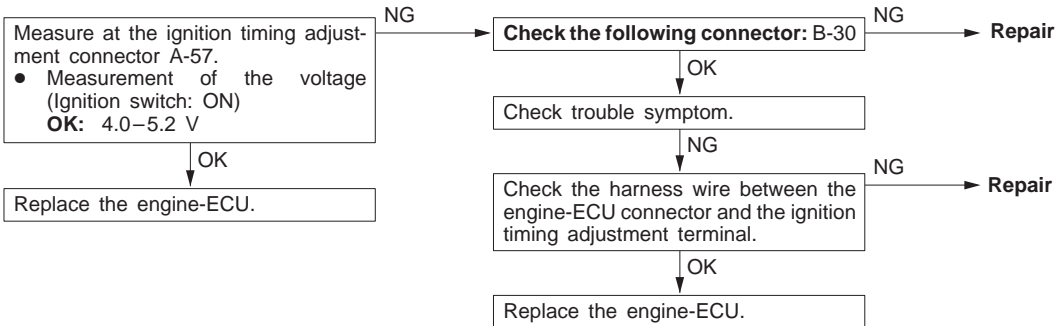 Measure at the ignition timing adjust-
ment connector A-57.
● Measurement of the voltage
(Ignition switch: ON)
OK: 4.0–5.2 V
OK
Replace the engine-ECU.
NG
Check the following connector: B-30
NG
Repair
OK
Check trouble symptom.
NG
Check the harness wire between the
engine-ECU connector and the ignition
timing adjustment terminal.
NG
Repair
OK
Replace the engine-ECU.